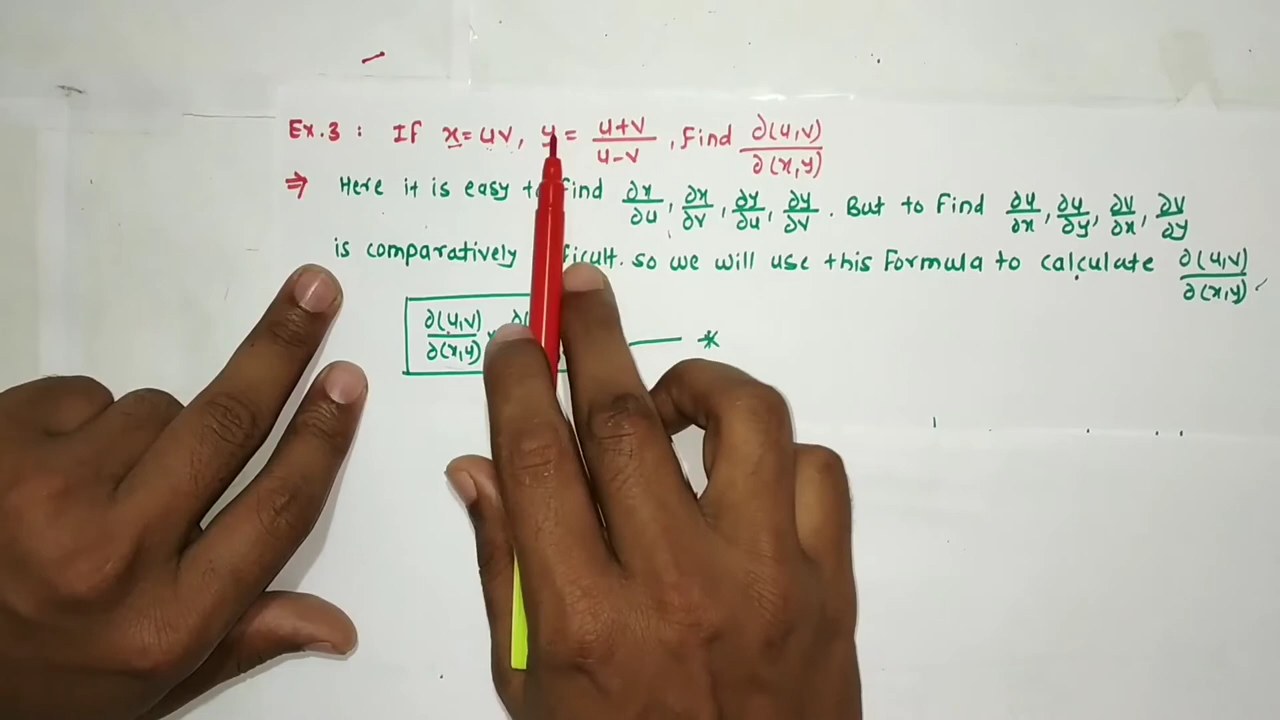 Ex.3 : If x = uv, y = u+v/u-v , Find ∂(u,v)/∂(x,y)
⇒ Here it is easy to find ∂x/∂u, ∂x/∂v, ∂y/∂u, ∂y/∂v. But to Find ∂u/∂x, ∂u/∂y, ∂v/∂x, ∂v/∂y
is comparatively so we will use this Formula to calculate ∂(u,v)/∂(x,y)
∂(u,v)/∂(x,y) × — *